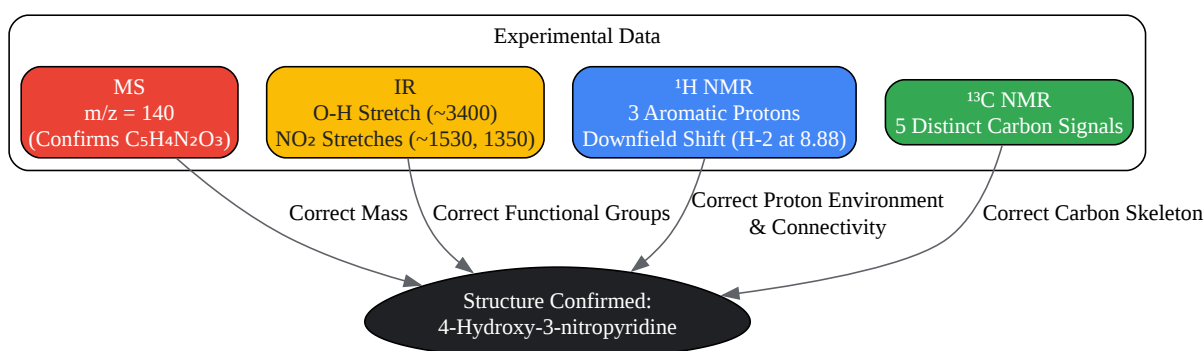 Experimental Data
MS
m/z = 140
(Confirms C₅H₄N₂O₃)
IR
O-H Stretch (~3400)
NO₂ Stretches (~1530, 1350)
¹H NMR
3 Aromatic Protons
Downfield Shift (H-2 at 8.88)
¹³C NMR
5 Distinct Carbon Signals
Correct Mass
Correct Functional Groups
Correct Proton Environment
& Connectivity
Correct Carbon Skeleton
Structure Confirmed:
4-Hydroxy-3-nitropyridine